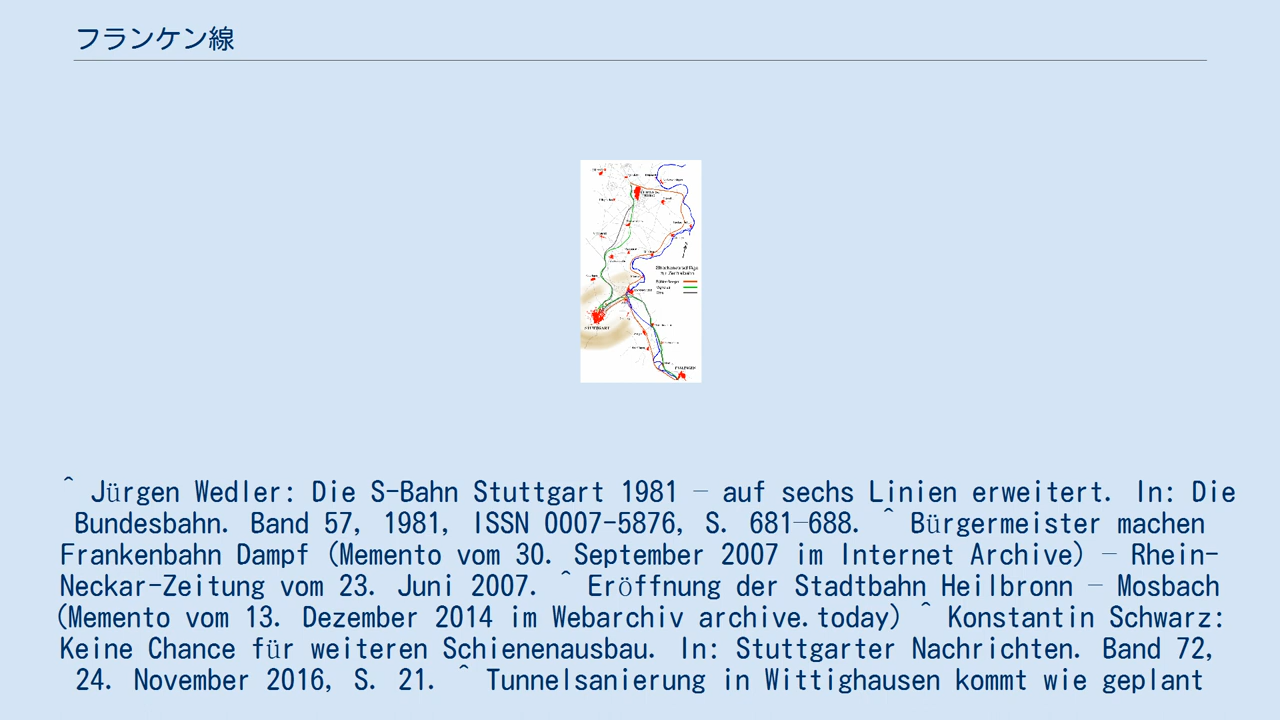 フランケン線
STUTTGART
ESSLINGEN
^ Jürgen Wedler: Die S-Bahn Stuttgart 1981 – auf sechs Linien erweitert. In: Die
Bundesbahn. Band 57, 1981, ISSN 0007-5876, S. 681–688. ^ Bürgermeister machen
Frankenbahn Dampf (Memento vom 30. September 2007 im Internet Archive) – Rhein-
Neckar-Zeitung vom 23. Juni 2007. ^ Eröffnung der Stadtbahn Heilbronn – Mosbach
(Memento vom 13. Dezember 2014 im Webarchiv archive.today) ^ Konstantin Schwarz:
Keine Chance für weiteren Schienenausbau. In: Stuttgarter Nachrichten. Band 72,
24. November 2016, S. 21. ^ Tunnelsanierung in Wittighausen kommt wie geplant